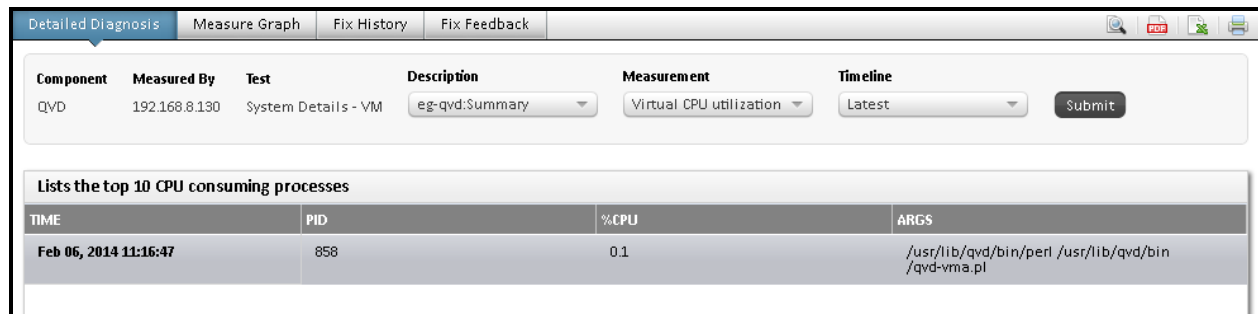 Detailed Diagnosis Measure Graph Fix History Fix Feedback PDF
Component Measured By Test Description Measurement Timeline
QVD 192.168.8.130 System Details - VM eg-qvd:Summary Virtual CPU utilization Latest Submit
Lists the top 10 CPU consuming processes
TIME PID %CPU ARGS
Feb 06, 2014 11:16:47 858 0.1 /usr/lib/qvd/bin/perl /usr/lib/qvd/bin
/qvd-vma.pl